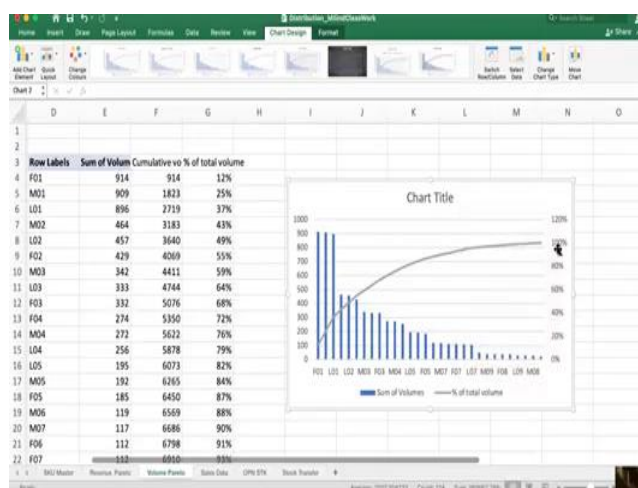 Distribution_MilindClassWork
Home Insert Draw Page Layout Formulas Data Review View Chart Design Format Share
Add Chart Element Quick Layout Change Colours Switch Row/Column Select Data Change Chart Type Move Chart
Chart 2
D E F G H I J K L M N O
1
2
3 Row Labels Sum of Volum Cumulative vo % of total volume
4 F01 914 914 12%
5 M01 909 1823 25%
6 L01 896 2719 37%
7 M02 464 3183 43%
8 L02 457 3640 49%
9 F02 429 4069 55%
10 M03 342 4411 59%
11 L03 333 4744 64%
12 F03 332 5076 68%
13 F04 274 5350 72%
14 M04 272 5622 76%
15 L04 256 5878 79%
16 L05 195 6073 82%
17 M05 192 6265 84%
18 F05 185 6450 87%
19 M06 119 6569 88%
20 M07 117 6686 90%
21 F06 112 6798 91%
22 F07 112 6910 93%
Chart Title
1000 120%
900
800 100%
700 80%
600
500 60%
400
300 40%
200 20%
100
0 0%
F01 L01 L02 M03 F03 M04 L05 F05 M07 F07 L07 M09 F08 L09 M08
Sum of Volumes % of total volume
SKU Master Revenue Pareto Volume Pareto Sales Data OPN STK Stock Transfer +